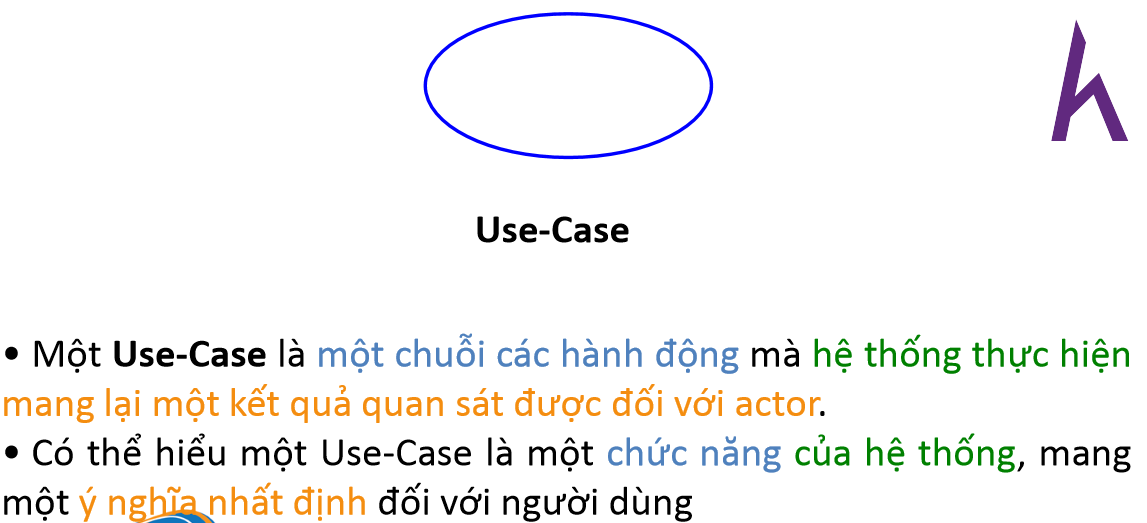 Use-Case
• Một Use-Case là một chuỗi các hành động mà hệ thống thực hiện
mang lại một kết quả quan sát được đối với actor.
• Có thể hiểu một Use-Case là một chức năng của hệ thống, mang
một ý nghĩa nhất định đối với người dùng